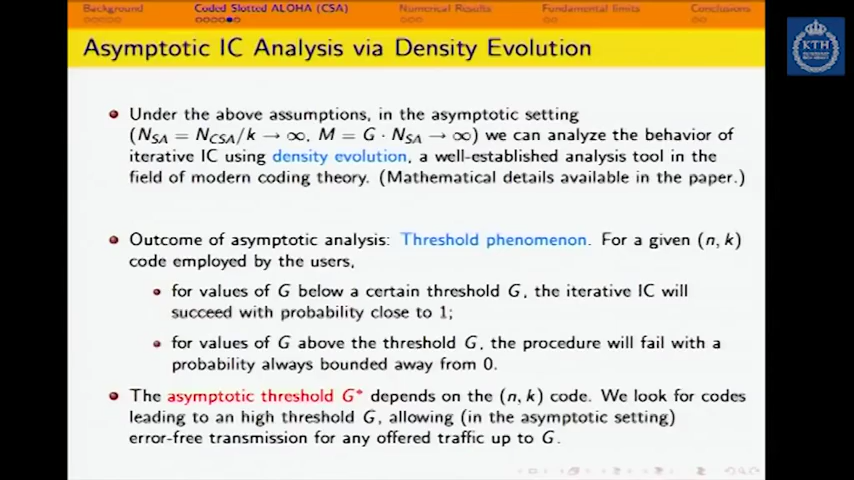 Background Coded Slotted ALOHA (CSA) Numerical Results Fundamental limits Conclusions
Asymptotic IC Analysis via Density Evolution
KTH
Under the above assumptions, in the asymptotic setting
(N_SA = N_CSA/k → ∞, M = G · N_SA → ∞) we can analyze the behavior of
iterative IC using density evolution, a well-established analysis tool in the
field of modern coding theory. (Mathematical details available in the paper.)
Outcome of asymptotic analysis: Threshold phenomenon. For a given (n, k)
code employed by the users,
for values of G below a certain threshold G, the iterative IC will
succeed with probability close to 1;
for values of G above the threshold G, the procedure will fail with a
probability always bounded away from 0.
The asymptotic threshold G* depends on the (n, k) code. We look for codes
leading to an high threshold G, allowing (in the asymptotic setting)
error-free transmission for any offered traffic up to G.